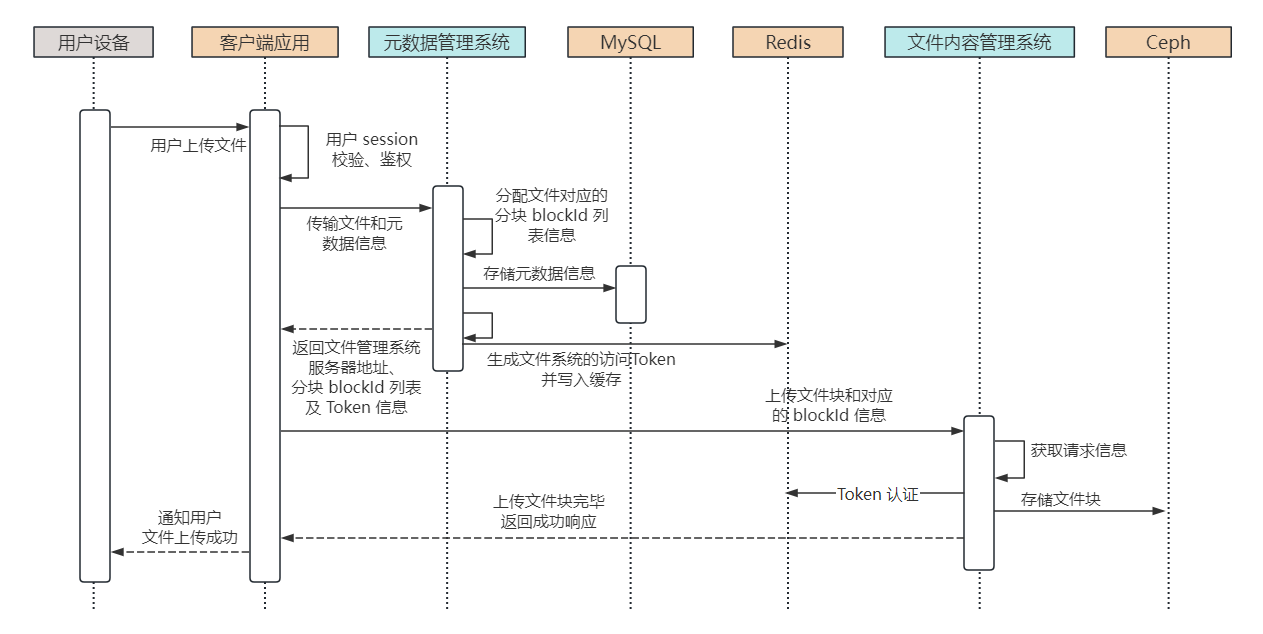 用户设备
客户端应用
元数据管理系统
MySQL
Redis
文件内容管理系统
Ceph
用户上传文件
用户 session
校验、鉴权
传输文件和元
数据信息
分配文件对应的
分块 blockId 列
表信息
存储元数据信息
返回文件管理系统
服务器地址、
分块 blockId 列表
及 Token 信息
生成文件系统的访问Token
并写入缓存
上传文件块和对应
的 blockId 信息
获取请求信息
Token 认证
存储文件块
上传文件块完毕
返回成功响应
通知用户
文件上传成功